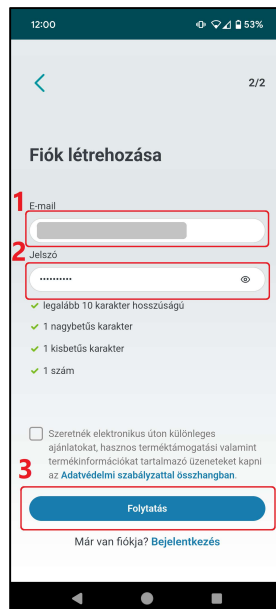 12:00 53%
2/2
Fiók létrehozása
1
E-mail
2
Jelszó
••••••••••
legalább 10 karakter hosszúságú
1 nagybetűs karakter
1 kisbetűs karakter
1 szám
Szeretnék elektronikus úton különleges
ajánlatokat, hasznos terméktámogatási valamint
termékinformációkat tartalmazó üzeneteket kapni
az Adatvédelmi szabályzattal összhangban.
3
Folytatás
Már van fiókja? Bejelentkezés